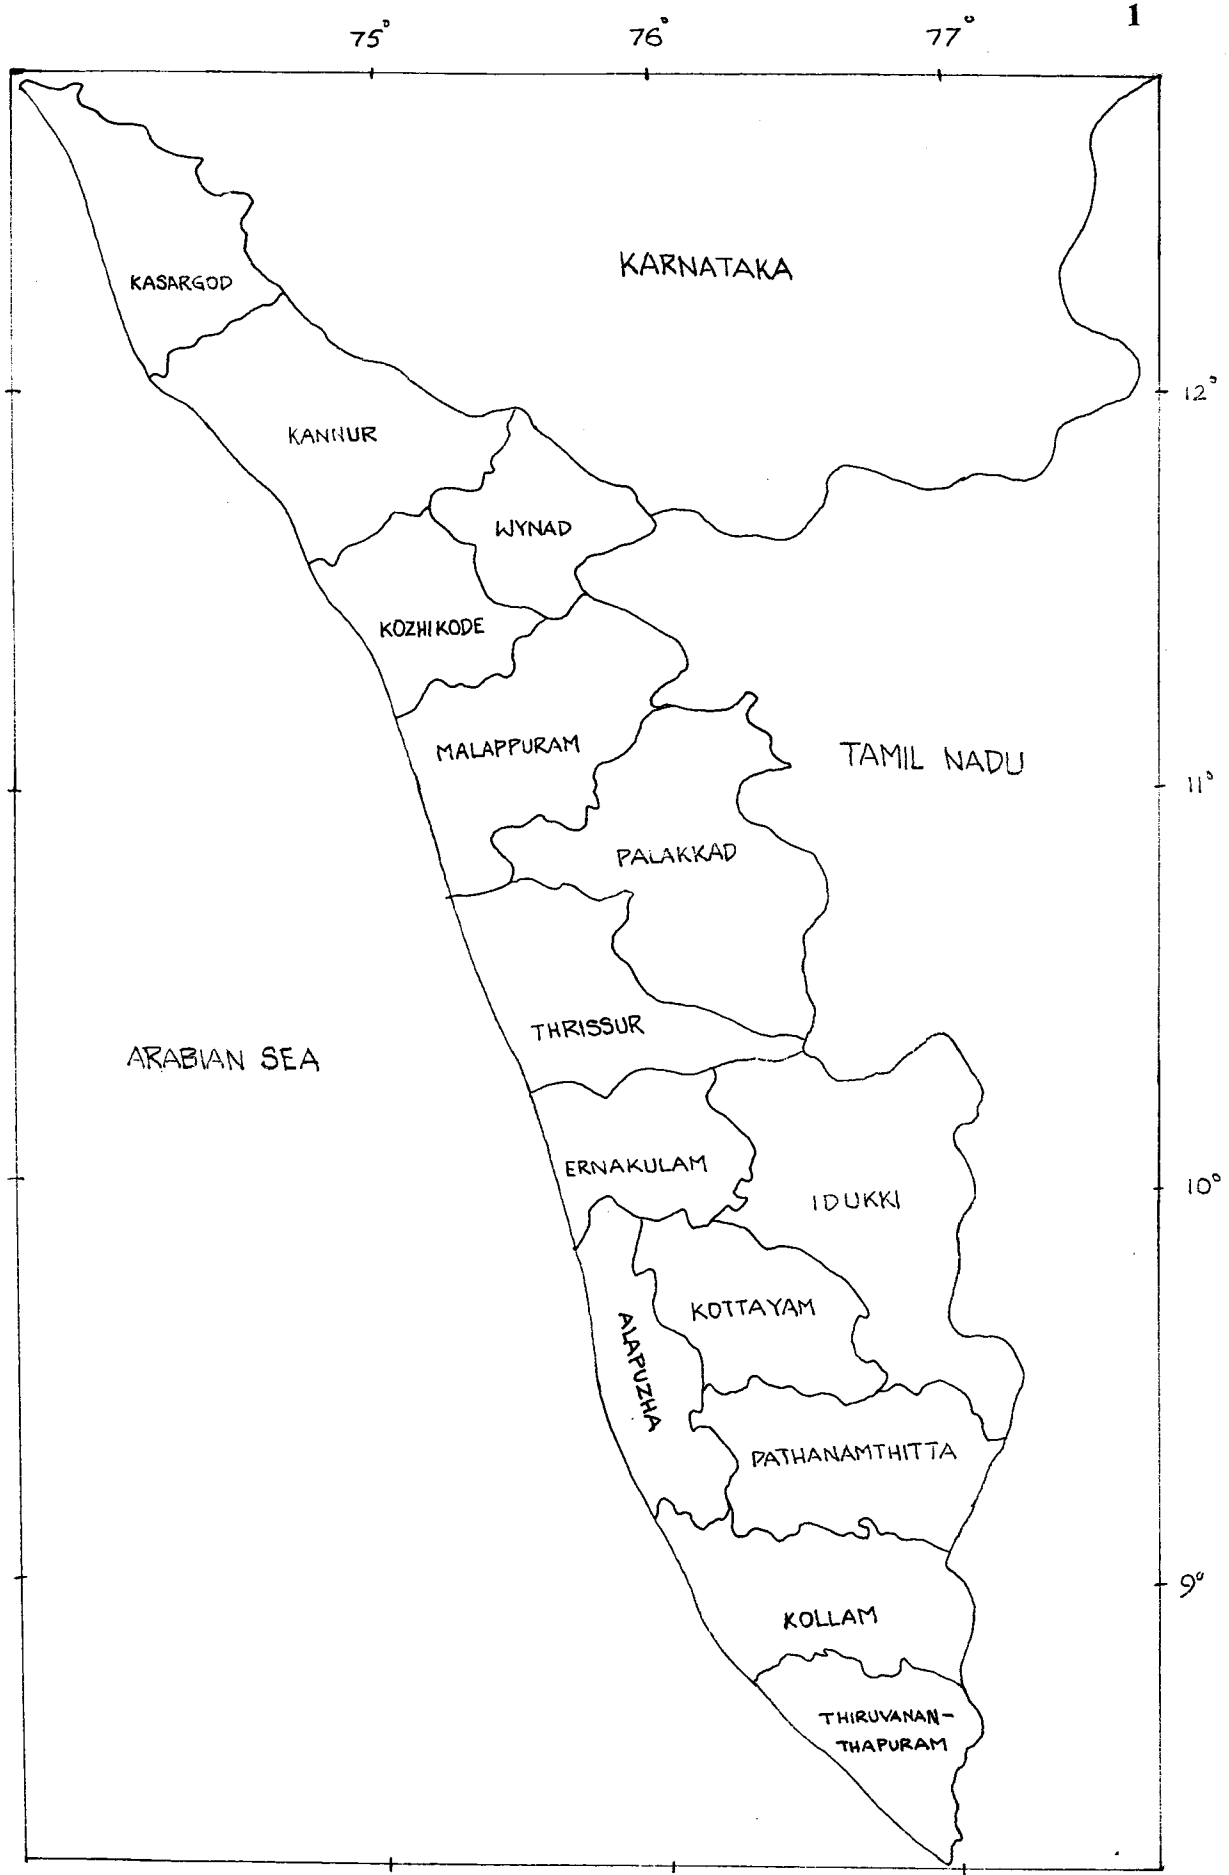 1
75° 76° 77°
KARNATAKA
KASARGOD
12°
KANNUR
WYNAD
KOZHIKODE
MALAPPURAM
TAMIL NADU
11°
PALAKKAD
THRISSUR
ARABIAN SEA
ERNAKULAM
10°
IDUKKI
KOTTAYAM
ALAPUZHA
PATHANAMTHITTA
9°
KOLLAM
THIRUVANAN-
THAPURAM